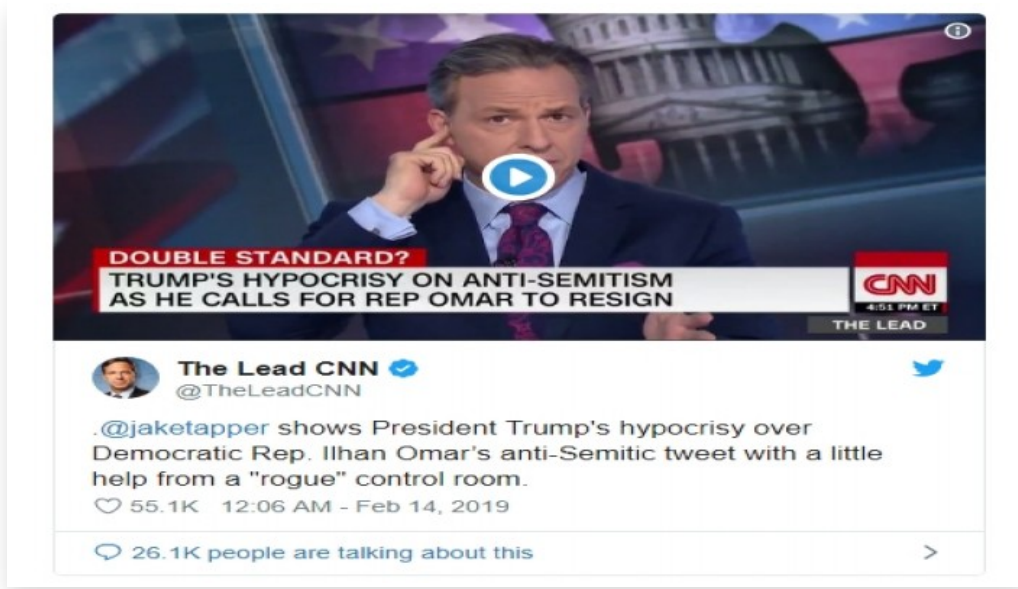 DOUBLE STANDARD?
TRUMP'S HYPOCRISY ON ANTI-SEMITISM
AS HE CALLS FOR REP OMAR TO RESIGN
CNN
4:51 PM ET
THE LEAD
The Lead CNN
@TheLeadCNN
.@jaketapper shows President Trump's hypocrisy over
Democratic Rep. Ilhan Omar's anti-Semitic tweet with a little
help from a "rogue" control room.
55.1K 12:06 AM - Feb 14, 2019
26.1K people are talking about this